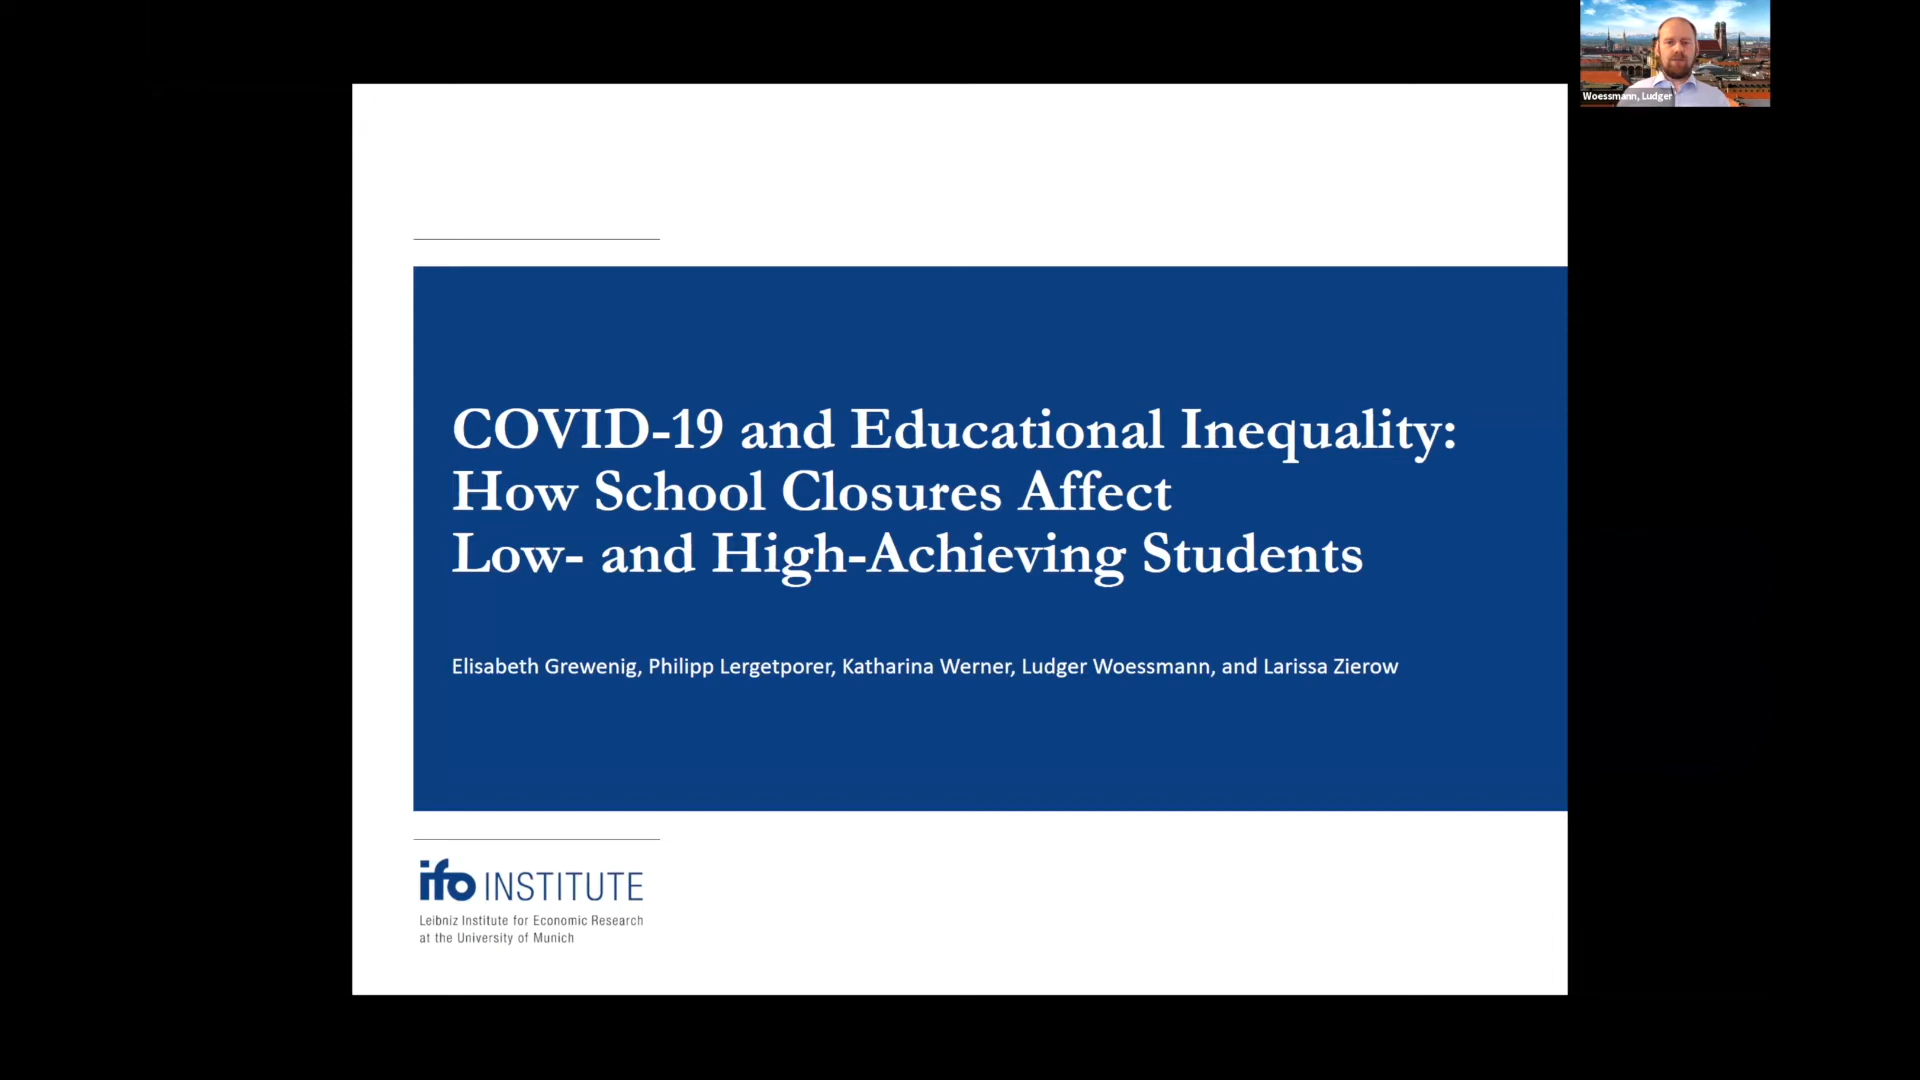 Woessmann, Ludger
COVID-19 and Educational Inequality:
How School Closures Affect
Low- and High-Achieving Students
Elisabeth Grewenig, Philipp Lergetporer, Katharina Werner, Ludger Woessmann, and Larissa Zierow
ifo INSTITUTE
Leibniz Institute for Economic Research
at the University of Munich